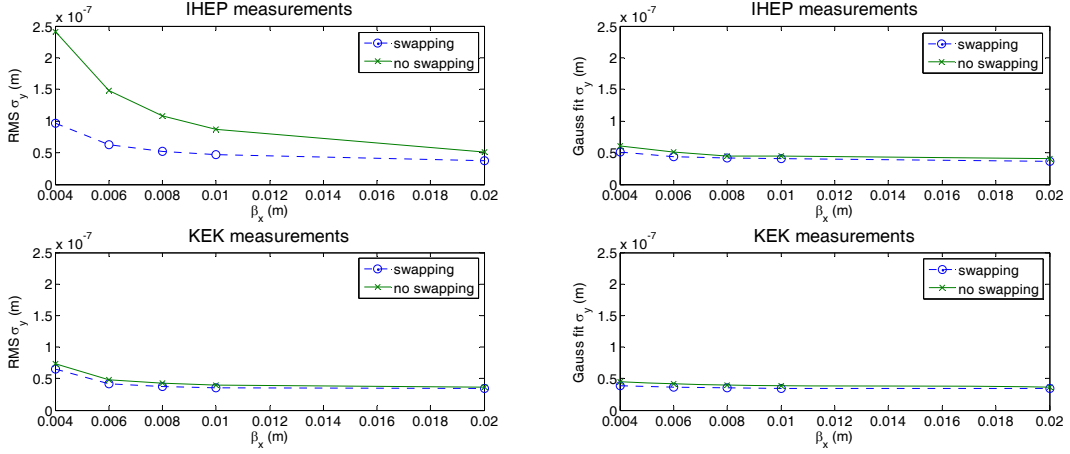 IHEP measurements
x 10^-7
2.5
2
1.5
1
0.5
0
RMS σ_y (m)
swapping
no swapping
0.004 0.006 0.008 0.01 0.012 0.014 0.016 0.018 0.02
β_x (m)
IHEP measurements
x 10^-7
2.5
2
1.5
1
0.5
0
Gauss fit σ_y (m)
swapping
no swapping
0.004 0.006 0.008 0.01 0.012 0.014 0.016 0.018 0.02
β_x (m)
KEK measurements
x 10^-7
2.5
2
1.5
1
0.5
0
RMS σ_y (m)
swapping
no swapping
0.004 0.006 0.008 0.01 0.012 0.014 0.016 0.018 0.02
β_x (m)
KEK measurements
x 10^-7
2.5
2
1.5
1
0.5
0
Gauss fit σ_y (m)
swapping
no swapping
0.004 0.006 0.008 0.01 0.012 0.014 0.016 0.018 0.02
β_x (m)